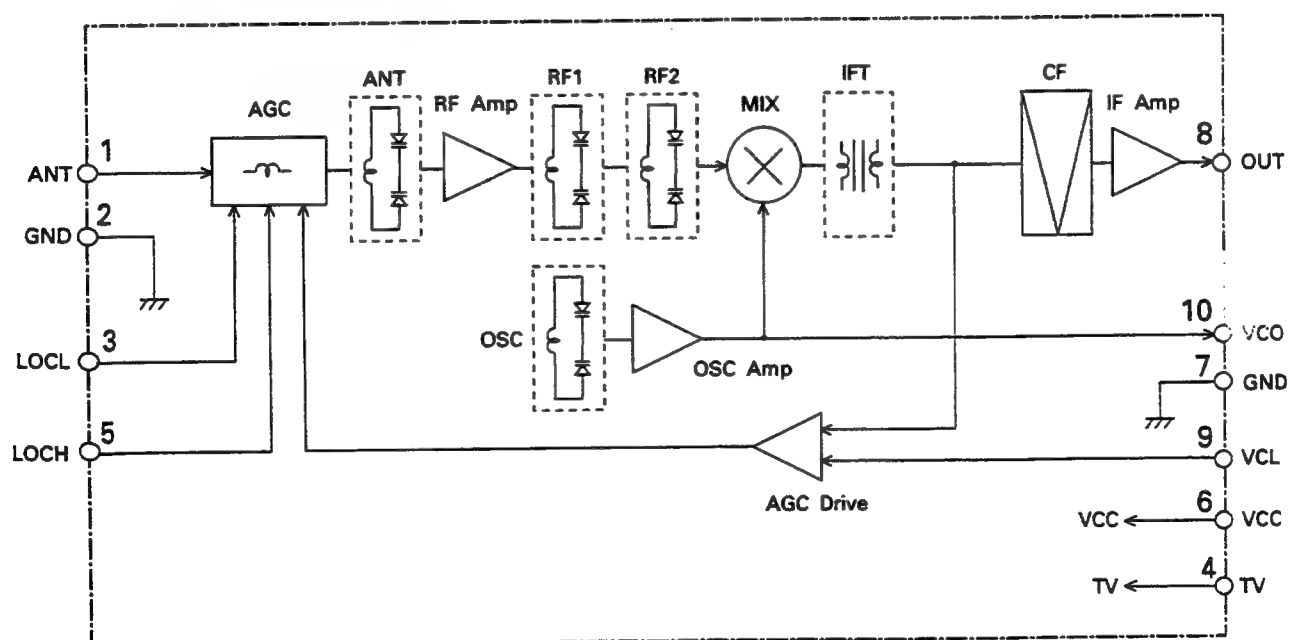 ANT
RF1
RF2
IFT
CF
AGC
RF Amp
MIX
IF Amp
1
8
ANT
OUT
2
GND
10
OSC
VCO
3
OSC Amp
7
LOCL
GND
5
9
LOCH
VCL
AGC Drive
6
VCC
VCC
4
TV
TV